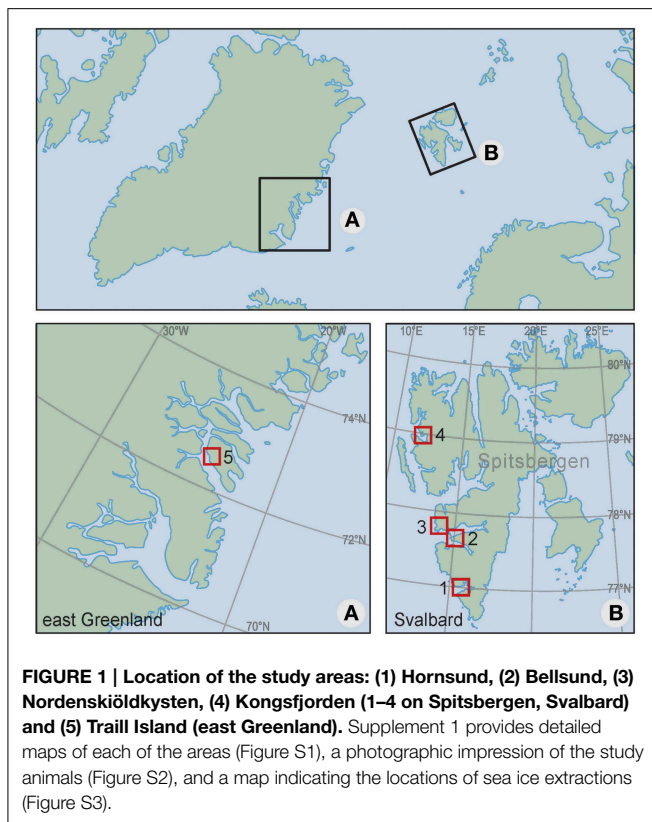 A
B
30°W
20°W
74°N
72°N
70°N
5
east Greenland
A
10°E
15°E
20°E
25°E
80°N
79°N
78°N
77°N
4
Spitsbergen
3
2
1
Svalbard
B
FIGURE 1 | Location of the study areas: (1) Hornsund, (2) Bellsund, (3)
Nordenskiöldkysten, (4) Kongsfjorden (1–4 on Spitsbergen, Svalbard)
and (5) Traill Island (east Greenland). Supplement 1 provides detailed
maps of each of the areas (Figure S1), a photographic impression of the study
animals (Figure S2), and a map indicating the locations of sea ice extractions
(Figure S3).